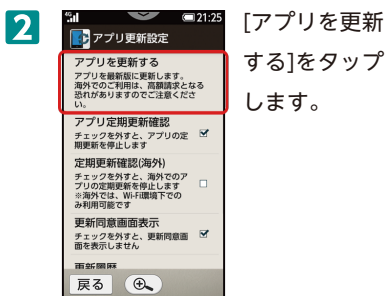 2
4G 21:25
アプリ更新設定
アプリを更新する
アプリを最新版に更新します。
海外でのご利用は、高額請求となる
恐れがありますのでご注意くださ
い。
アプリ定期更新確認
チェックを外すと、アプリの定
期更新を停止します
定期更新確認(海外)
チェックを外すと、海外でのア
プリの定期更新を停止します
※海外では、Wi-Fi環境下での
み利用可能です
更新同意画面表示
チェックを外すと、更新同意画
面を表示しません
更新履歴
戻る
[アプリを更新
する]をタップ
します。